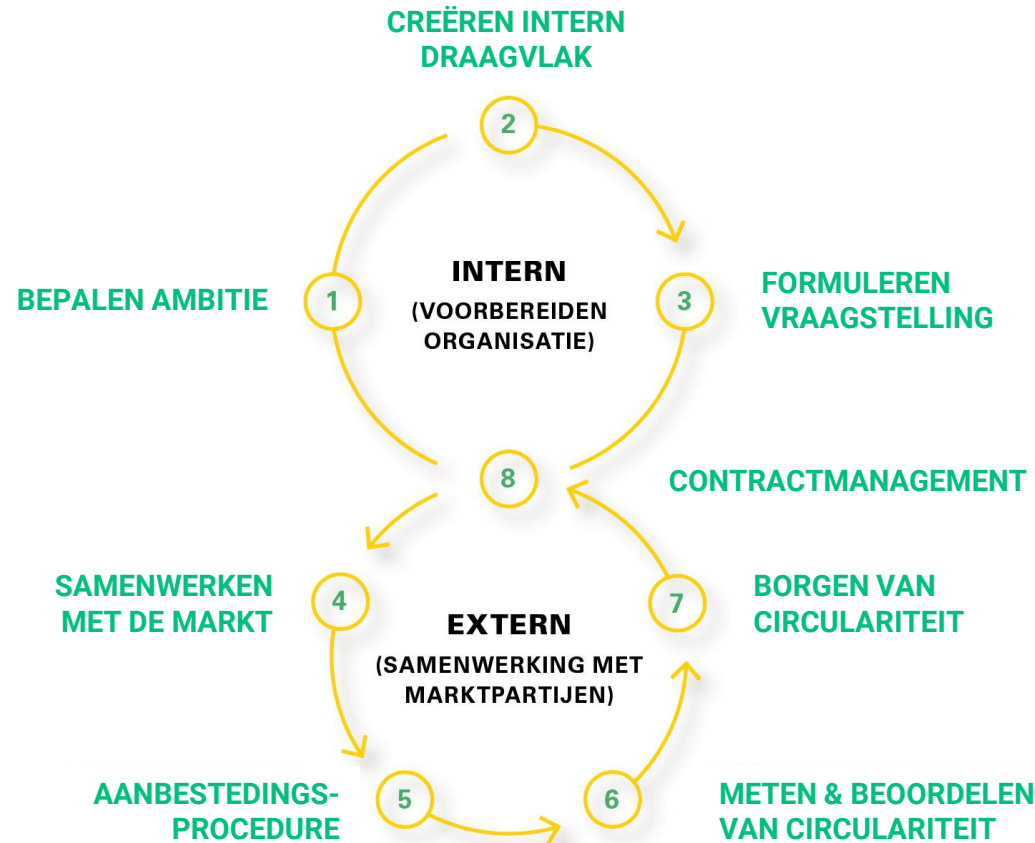 CREËREN INTERN
DRAAGVLAK
2
INTERN
(VOORBEREIDEN
ORGANISATIE)
BEPALEN AMBITIE
1
3
FORMULEREN
VRAAGSTELLING
8
CONTRACTMANAGEMENT
SAMENWERKEN
MET DE MARKT
4
EXTERN
(SAMENWERKING MET
MARKTPARTIJEN)
7
BORGEN VAN
CIRCULARITEIT
AANBESTEDINGS-
PROCEDURE
5
6
METEN & BEOORDELEN
VAN CIRCULARITEIT